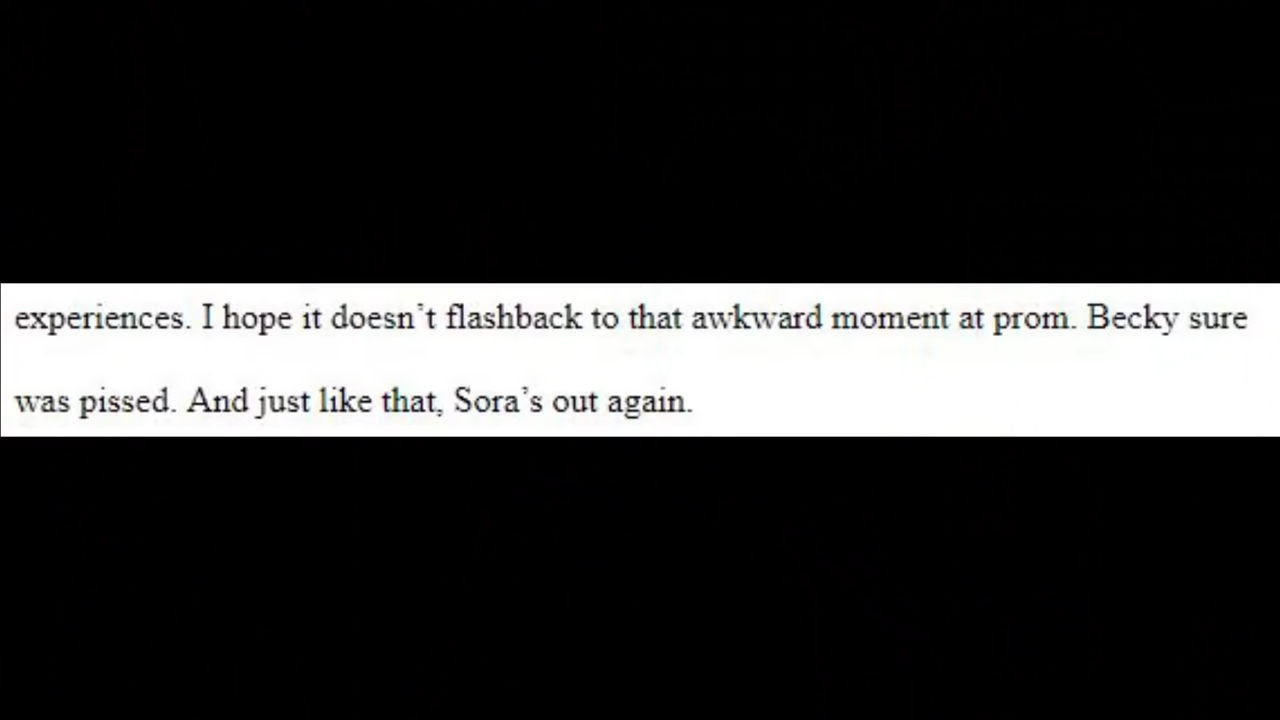 experiences. I hope it doesn’t flashback to that awkward moment at prom. Becky sure
was pissed. And just like that, Sora’s out again.